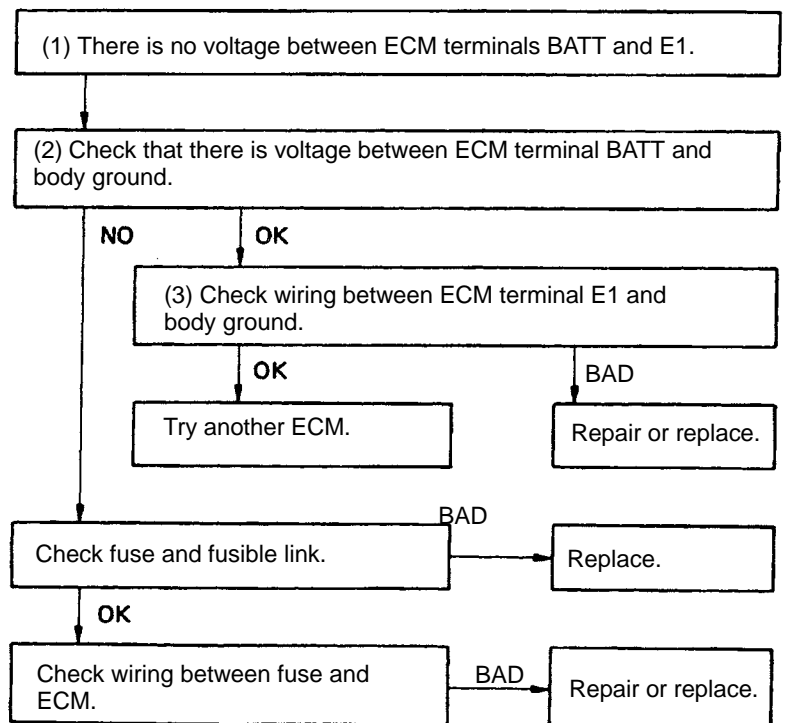 (1) There is no voltage between ECM terminals BATT and E1.
(2) Check that there is voltage between ECM terminal BATT and
body ground.
NO
OK
(3) Check wiring between ECM terminal E1 and
body ground.
OK
BAD
Try another ECM.
Repair or replace.
BAD
Check fuse and fusible link.
Replace.
OK
Check wiring between fuse and
ECM.
BAD
Repair or replace.